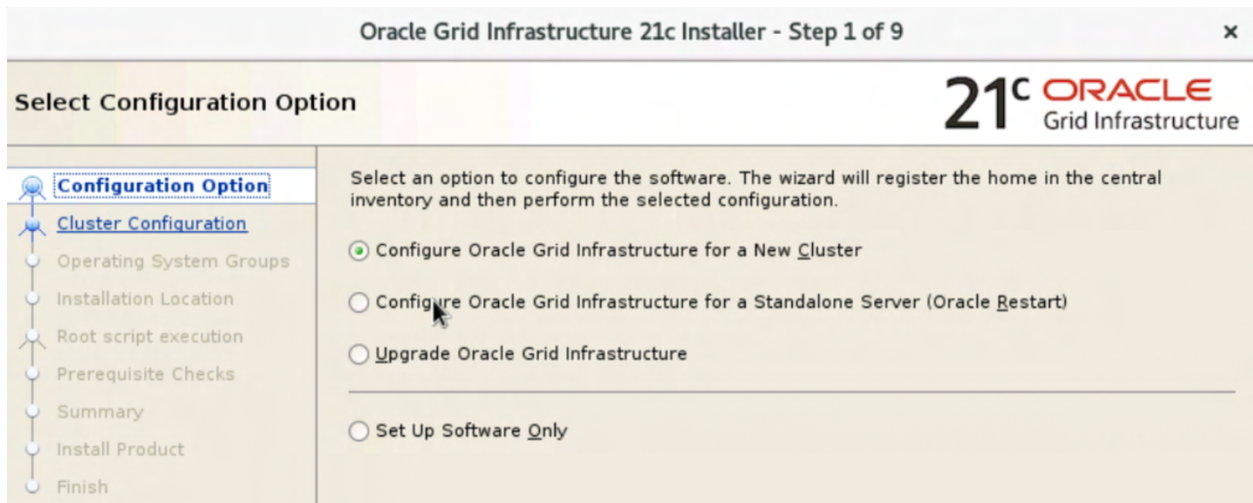 Oracle Grid Infrastructure 21c Installer - Step 1 of 9
Select Configuration Option
21c ORACLE
Grid Infrastructure
Configuration Option
Cluster Configuration
Operating System Groups
Installation Location
Root script execution
Prerequisite Checks
Summary
Install Product
Finish
Select an option to configure the software. The wizard will register the home in the central
inventory and then perform the selected configuration.
Configure Oracle Grid Infrastructure for a New Cluster
Configure Oracle Grid Infrastructure for a Standalone Server (Oracle Restart)
Upgrade Oracle Grid Infrastructure
Set Up Software Only